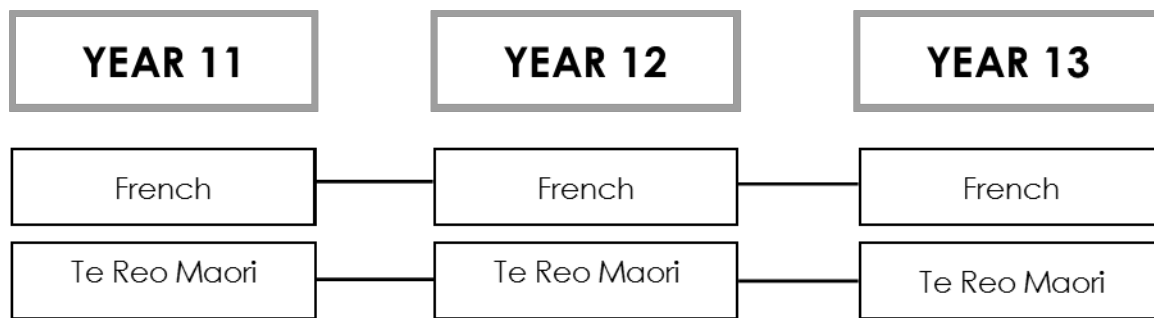 YEAR 11 YEAR 12 YEAR 13
French French French
Te Reo Maori Te Reo Maori Te Reo Maori